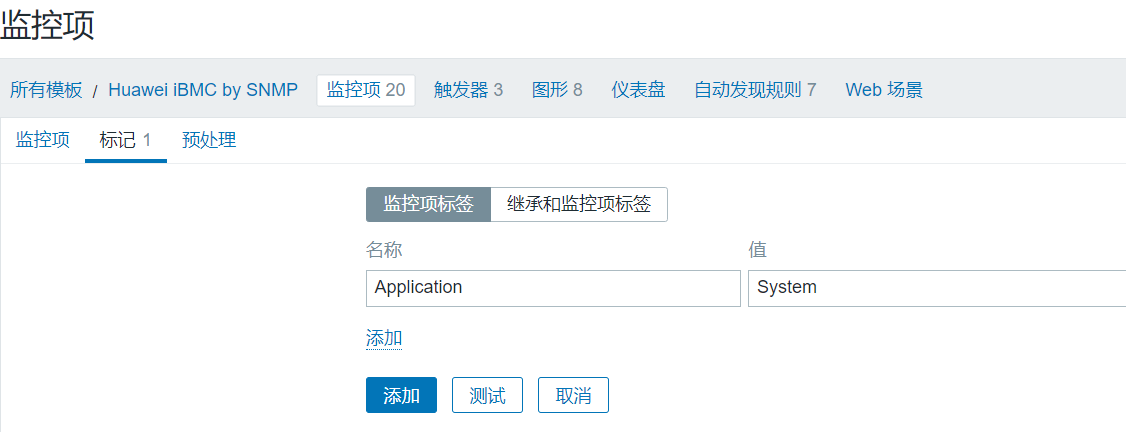 监控项
所有模板 / Huawei iBMC by SNMP 监控项 20 触发器 3 图形 8 仪表盘 自动发现规则 7 Web 场景
监控项 标记 1 预处理
监控项标签 继承和监控项标签
名称 值
Application System
添加
添加 测试 取消